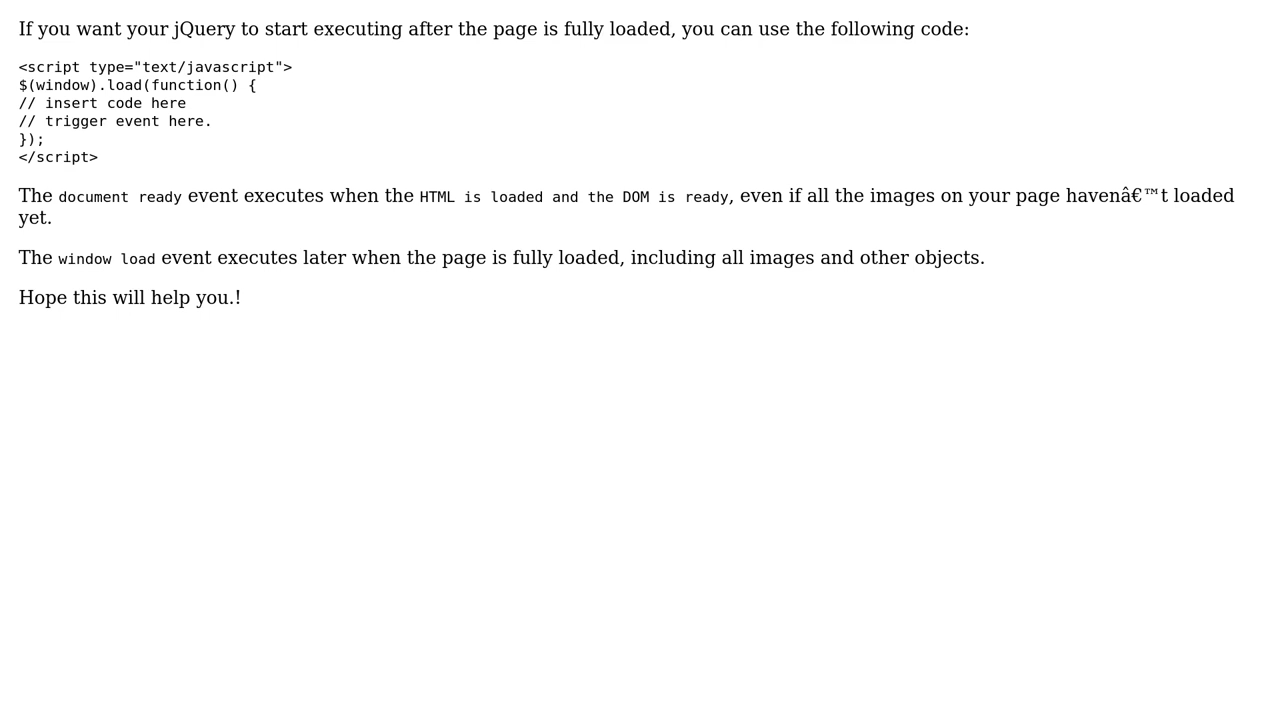 If you want your jQuery to start executing after the page is fully loaded, you can use the following code:
<script type="text/javascript">
$(window).load(function() {
// insert code here
// trigger event here.
});
</script>
The document ready event executes when the HTML is loaded and the DOM is ready, even if all the images on your page havenâ€™t loaded
yet.
The window load event executes later when the page is fully loaded, including all images and other objects.
Hope this will help you.!